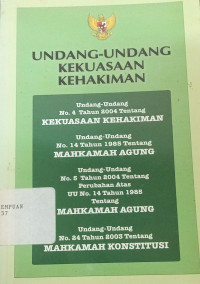 UNDANG-UNDANG
KEKUASAAN
KEHAKIMAN
Undang-Undang
No. 4 Tahun 2004 Tentang
KEKUASAAN KEHAKIMAN
Undang-Undang
No. 14 Tahun 1985 Tentang
MAHKAMAH AGUNG
Undang-Undang
No. 5 Tahun 2004 Tentang
Perubahan Atas
UU No. 14 Tahun 1985
Tentang
MAHKAMAH AGUNG
Undang-Undang
No. 24 Tahun 2003 Tentang
MAHKAMAH KONSTITUSI
EMPUAN
37